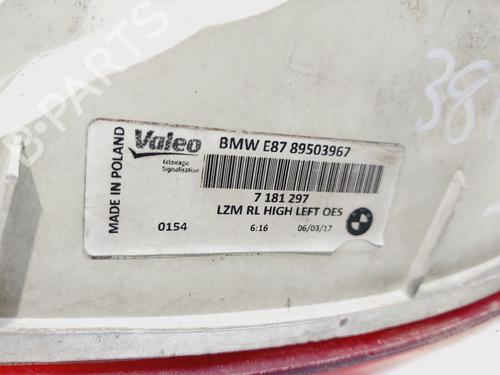 B-PARTS
MADE IN POLAND
Valeo
Eclairage
Signalisation
BMW E87 89503967
7 181 297
LZM RL HIGH LEFT OES
0154
6:16
06/03/17